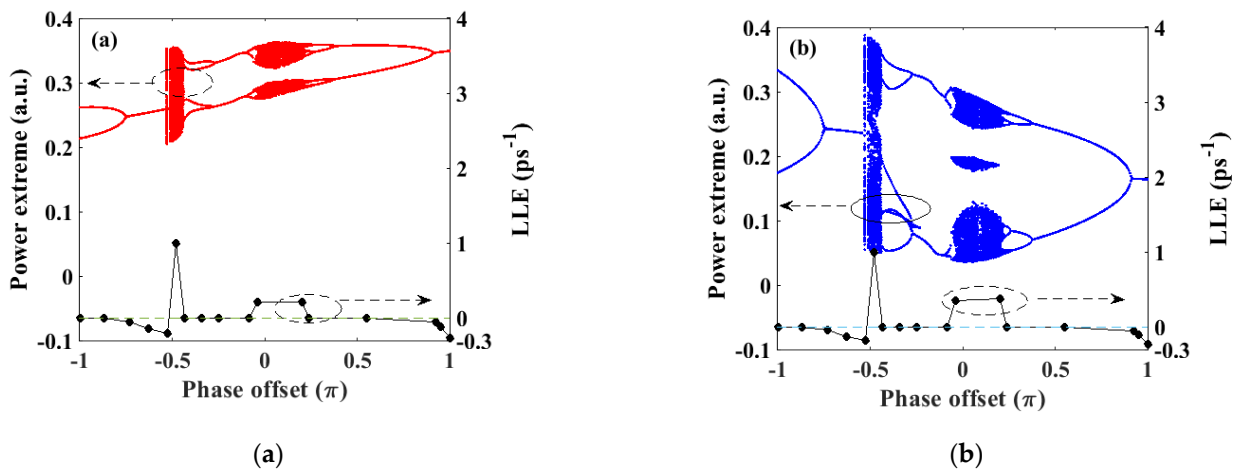 (a)
0.4
0.3
0.2
0.1
0
-0.1
Power extreme (a.u.)
4
3
2
1
0
-0.3
LLE (ps⁻¹)
-1 -0.5 0 0.5 1
Phase offset (π)
(a)
(b)
0.4
0.3
0.2
0.1
0
-0.1
Power extreme (a.u.)
4
3
2
1
0
-0.3
LLE (ps⁻¹)
-1 -0.5 0 0.5 1
Phase offset (π)
(b)